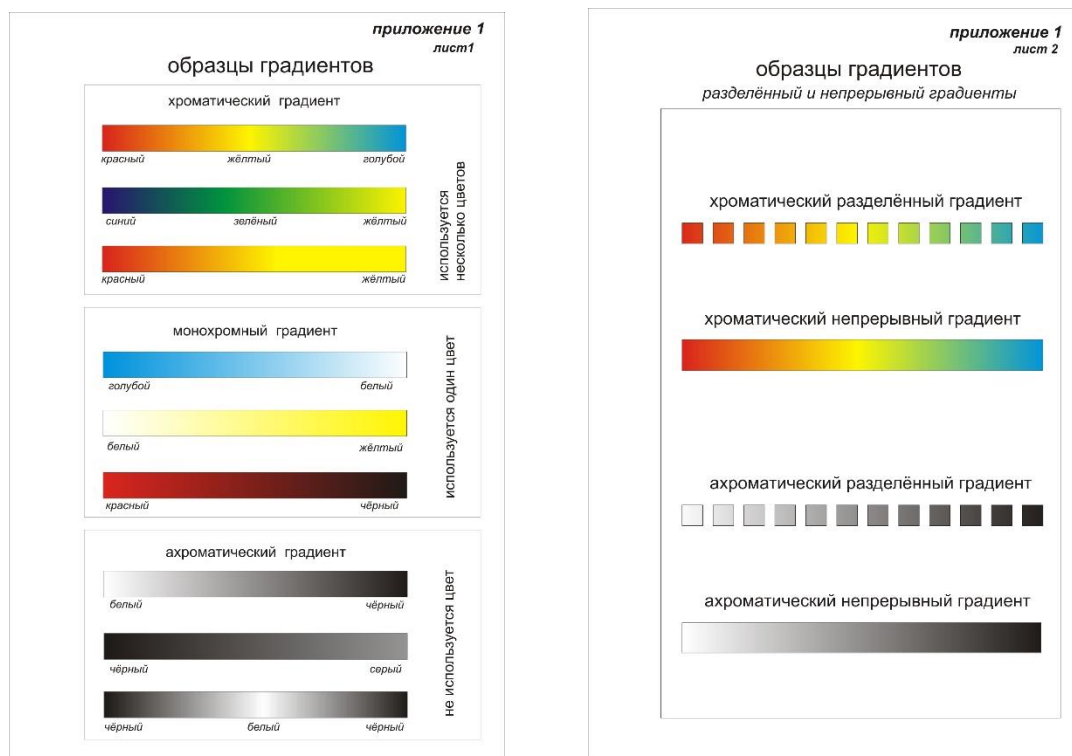 приложение 1
лист1
образцы градиентов
хроматический градиент
красный жёлтый голубой
синий зелёный жёлтый
красный жёлтый
используется
несколько цветов
монохромный градиент
голубой белый
белый жёлтый
красный чёрный
используется один цвет
ахроматический градиент
белый чёрный
чёрный серый
чёрный белый чёрный
не используется цвет
приложение 1
лист 2
образцы градиентов
разделённый и непрерывный градиенты
хроматический разделённый градиент
хроматический непрерывный градиент
ахроматический разделённый градиент
ахроматический непрерывный градиент